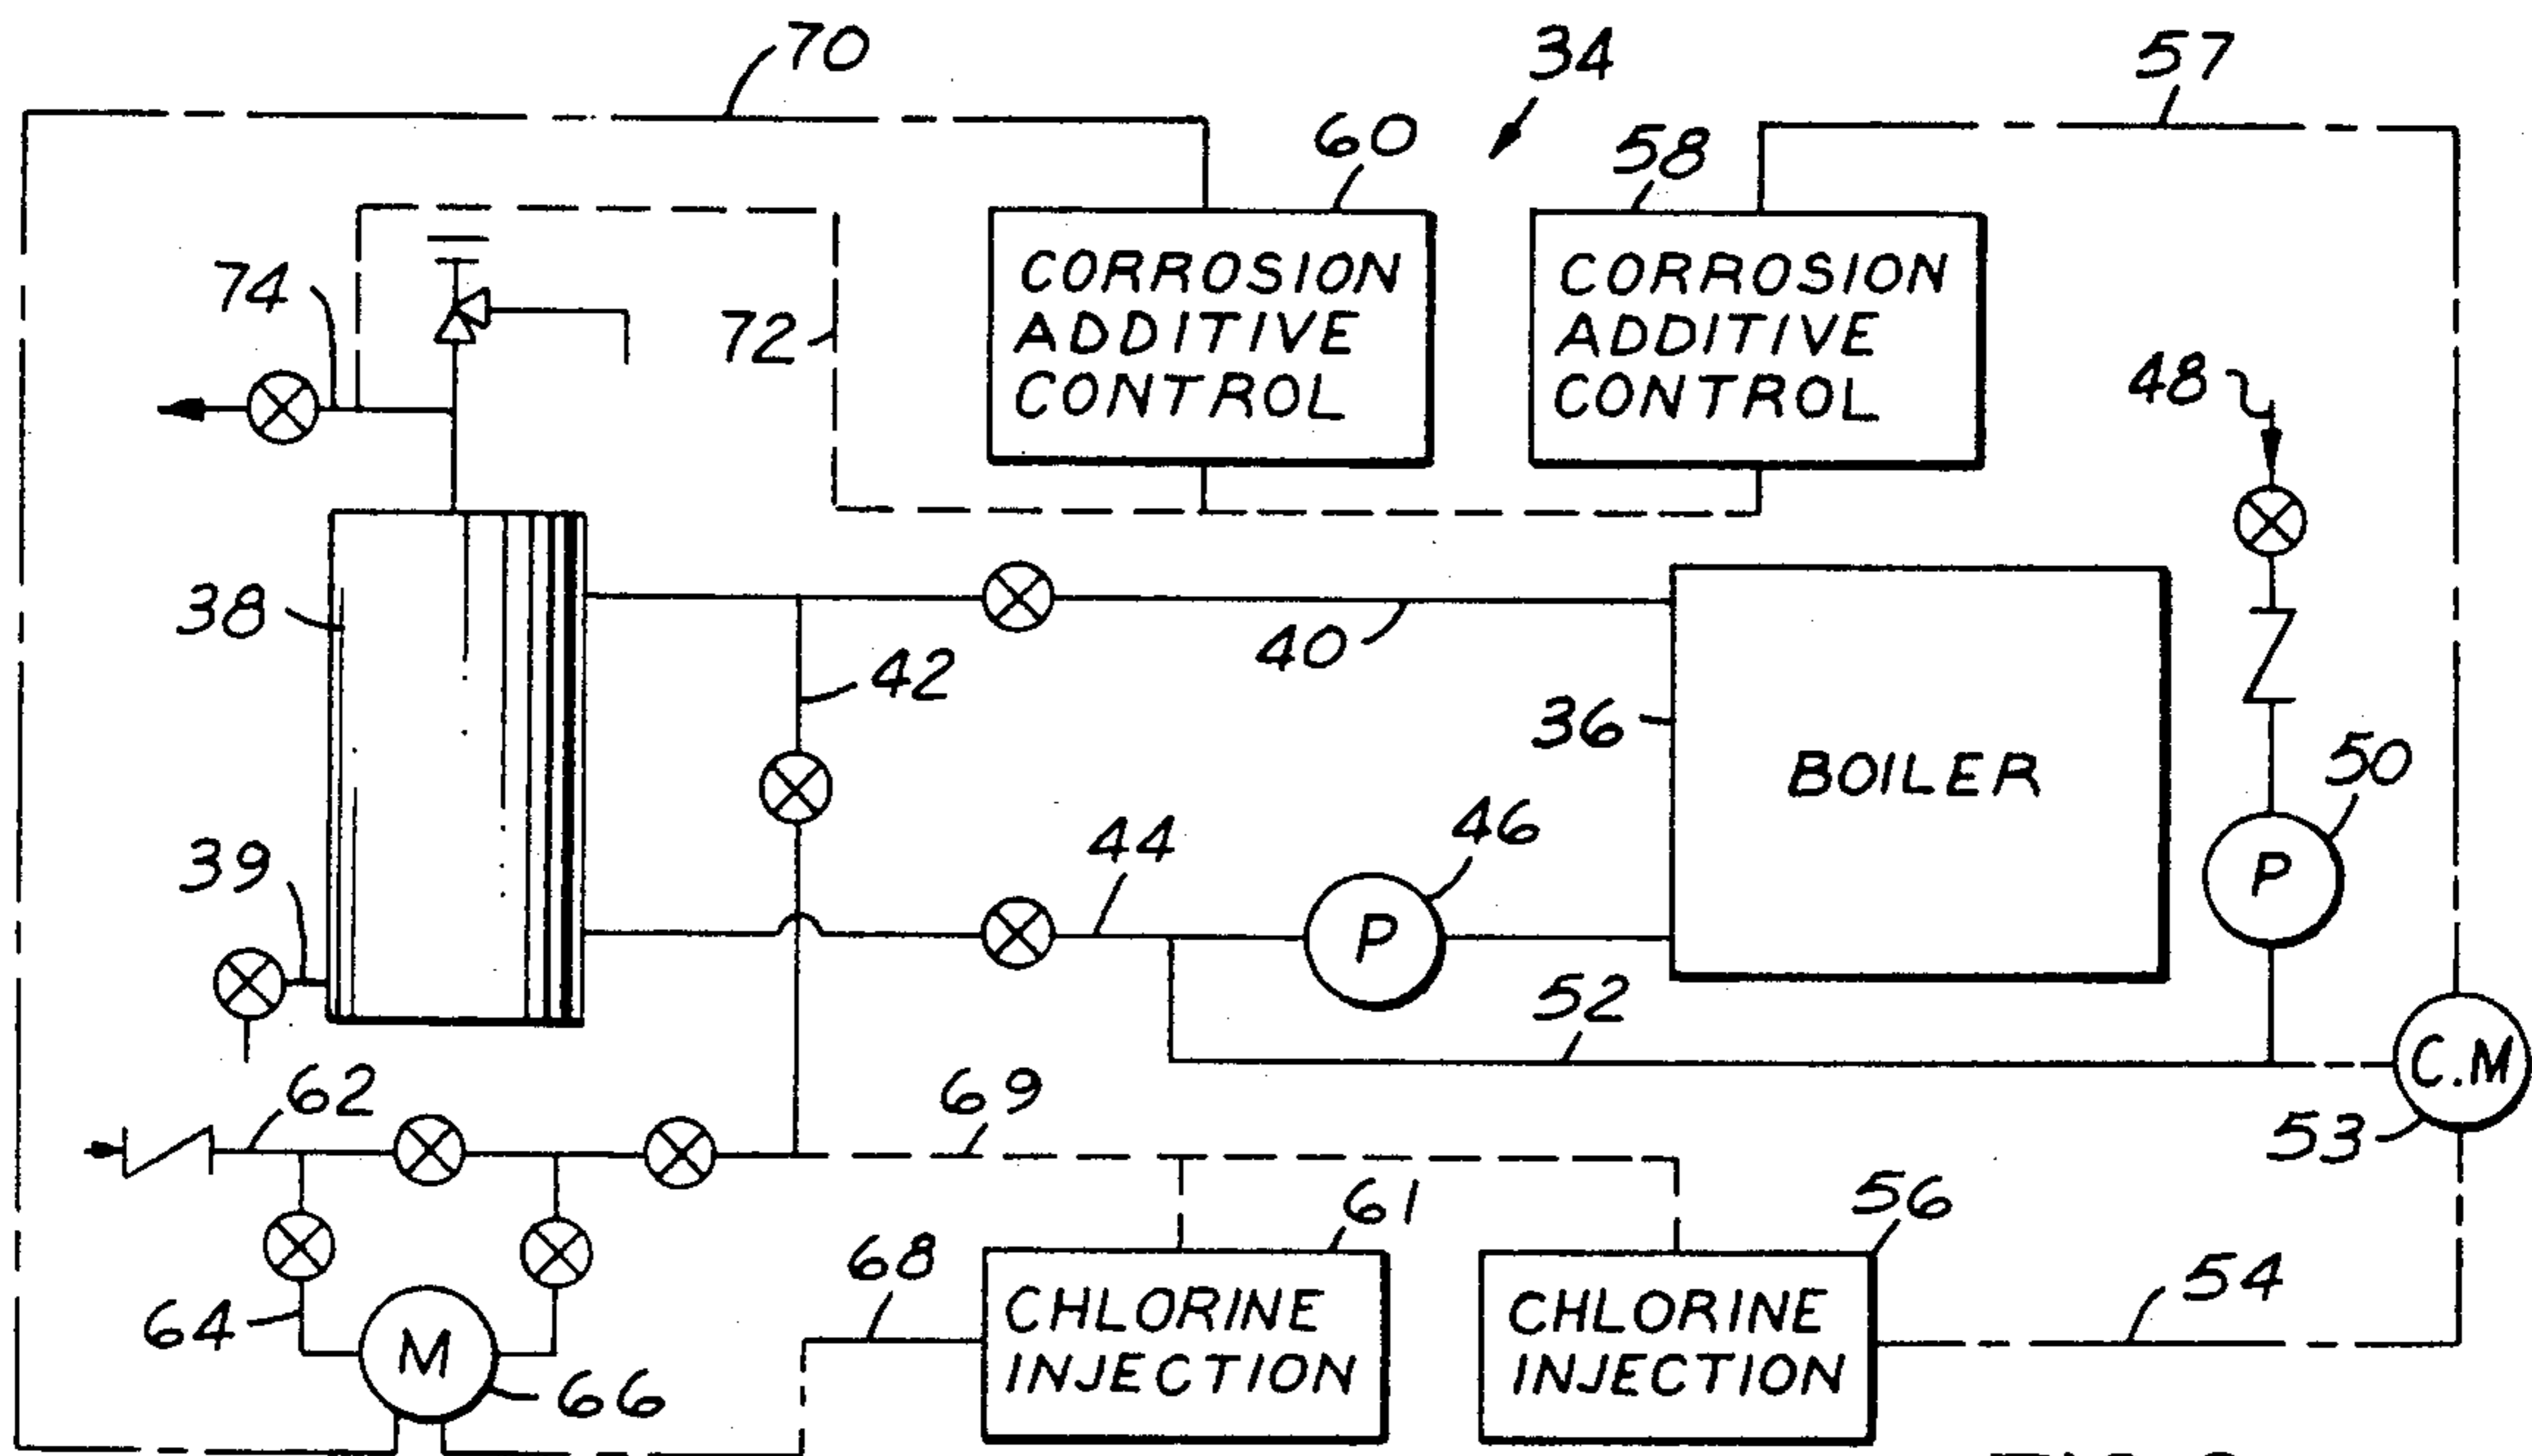 70
34
57
60
58
CORROSION
ADDITIVE
CONTROL
CORROSION
ADDITIVE
CONTROL
74
72
48
38
40
42
36
BOILER
50
P
39
44
46
P
52
C.M
53
62
69
61
56
68
CHLORINE
INJECTION
CHLORINE
INJECTION
54
64
M
66